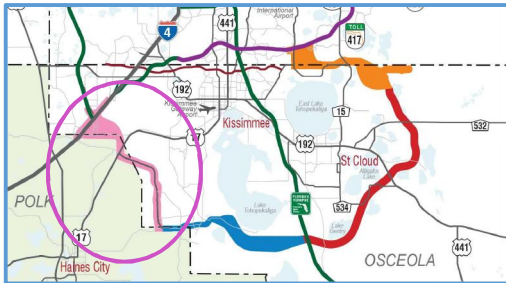 441
4
International
Airport
TOLL
417
192
Kissimmee
Gateway
Airport
East Lake
Tohopekaliga
15
17
Kissimmee
192
532
St Cloud
Alligator
Lake
POLK
Lake
Tohopekaliga
FLORIDA'S
TURNPIKE
534
Lake
Gentry
17
441
OSCEOLA
Haines City